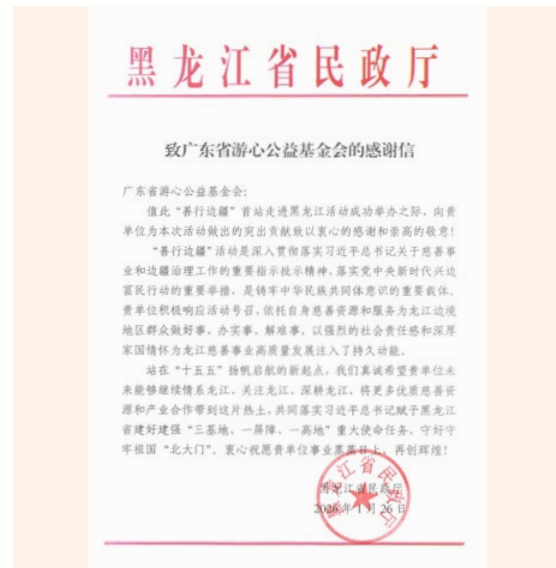 黑龙江省民政厅
致广东省游心公益基金会的感谢信
广东省游心公益基金会：
值此“善行边疆”首站走进黑龙江活动成功举办之际，向贵
单位为本次活动做出的突出贡献致以衷心的感谢和崇高的敬意！
“善行边疆”活动是深入贯彻落实习近平总书记关于慈善事
业和边疆治理工作的重要指示批示精神，落实党中央新时代兴边
富民行动的重要举措，是铸牢中华民族共同体意识的重要载体。
贵单位积极响应活动号召，依托自身慈善资源和服务为龙江边境
地区群众做好事、办实事、解难事，以强烈的社会责任感和深厚
家国情怀为龙江慈善事业高质量发展注入了持久动能。
站在“十五五”扬帆启航的新起点，我们真诚希望贵单位未
来能够继续情系龙江、关注龙江、深耕龙江，将更多优质慈善资
源和产业合作带到这片热土，共同落实习近平总书记赋予黑龙江
省建好建强“三基地、一屏障、一高地”重大使命任务，守好守
牢祖国“北大门”。衷心祝愿贵单位事业蒸蒸日上，再创辉煌！
黑龙江省民政厅
2026年1月26日
黑龙江省民政厅